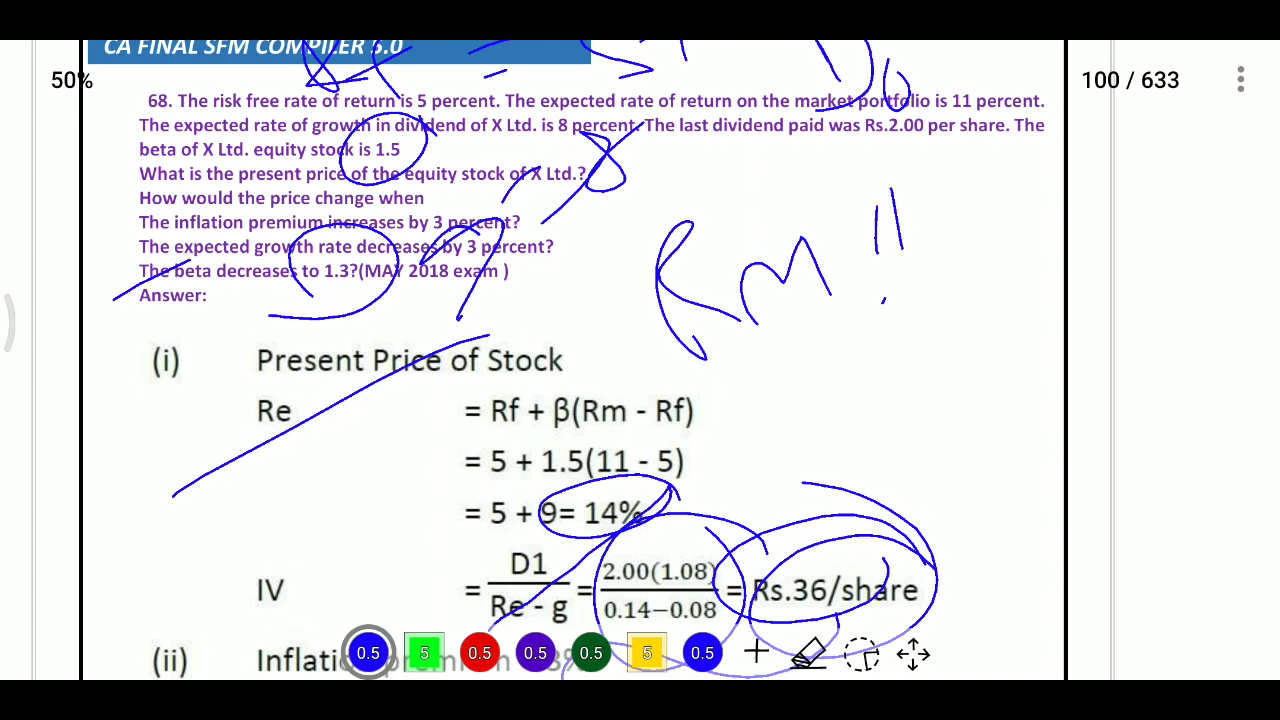 CA FINAL SFM COMPILER 5.0
50%
100 / 633
68. The risk free rate of return is 5 percent. The expected rate of return on the market portfolio is 11 percent.
The expected rate of growth in dividend of X Ltd. is 8 percent. The last dividend paid was Rs.2.00 per share. The
beta of X Ltd. equity stock is 1.5
What is the present price of the equity stock of X Ltd.?
How would the price change when
The inflation premium increases by 3 percent?
The expected growth rate decreases by 3 percent?
The beta decreases to 1.3?(MAY 2018 exam )
Answer:
Rm
(i) Present Price of Stock
Re = Rf + β(Rm - Rf)
= 5 + 1.5(11 - 5)
= 5 + 9= 14%
IV = D1 / Re - g = 2.00(1.08) / 0.14−0.08 = Rs.36/share
(ii)
0.5 5 0.5 0.5 0.5 5 0.5